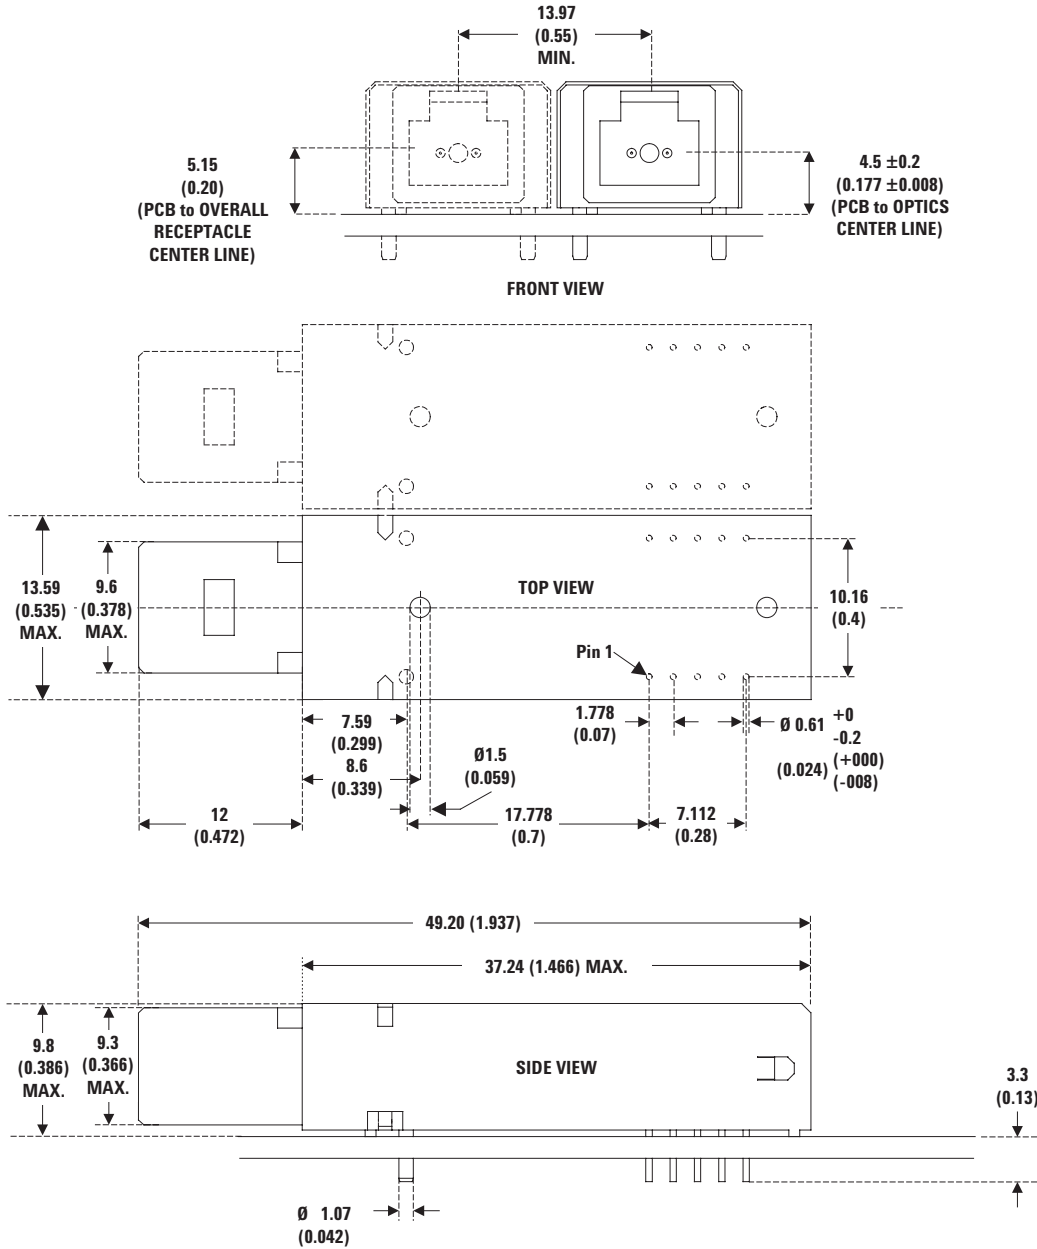 13.97
(0.55)
MIN.
5.15
(0.20)
(PCB to OVERALL
RECEPTACLE
CENTER LINE)
4.5 ±0.2
(0.177 ±0.008)
(PCB to OPTICS
CENTER LINE)
FRONT VIEW
13.59
(0.535)
MAX.
9.6
(0.378)
MAX.
TOP VIEW
10.16
(0.4)
Pin 1
7.59
(0.299)
8.6
(0.339)
Ø1.5
(0.059)
1.778
(0.07)
Ø 0.61 +0
-0.2
(0.024) (+000)
(-008)
12
(0.472)
17.778
(0.7)
7.112
(0.28)
49.20 (1.937)
37.24 (1.466) MAX.
9.8
(0.386)
MAX.
9.3
(0.366)
MAX.
SIDE VIEW
3.3
(0.13)
Ø 1.07
(0.042)